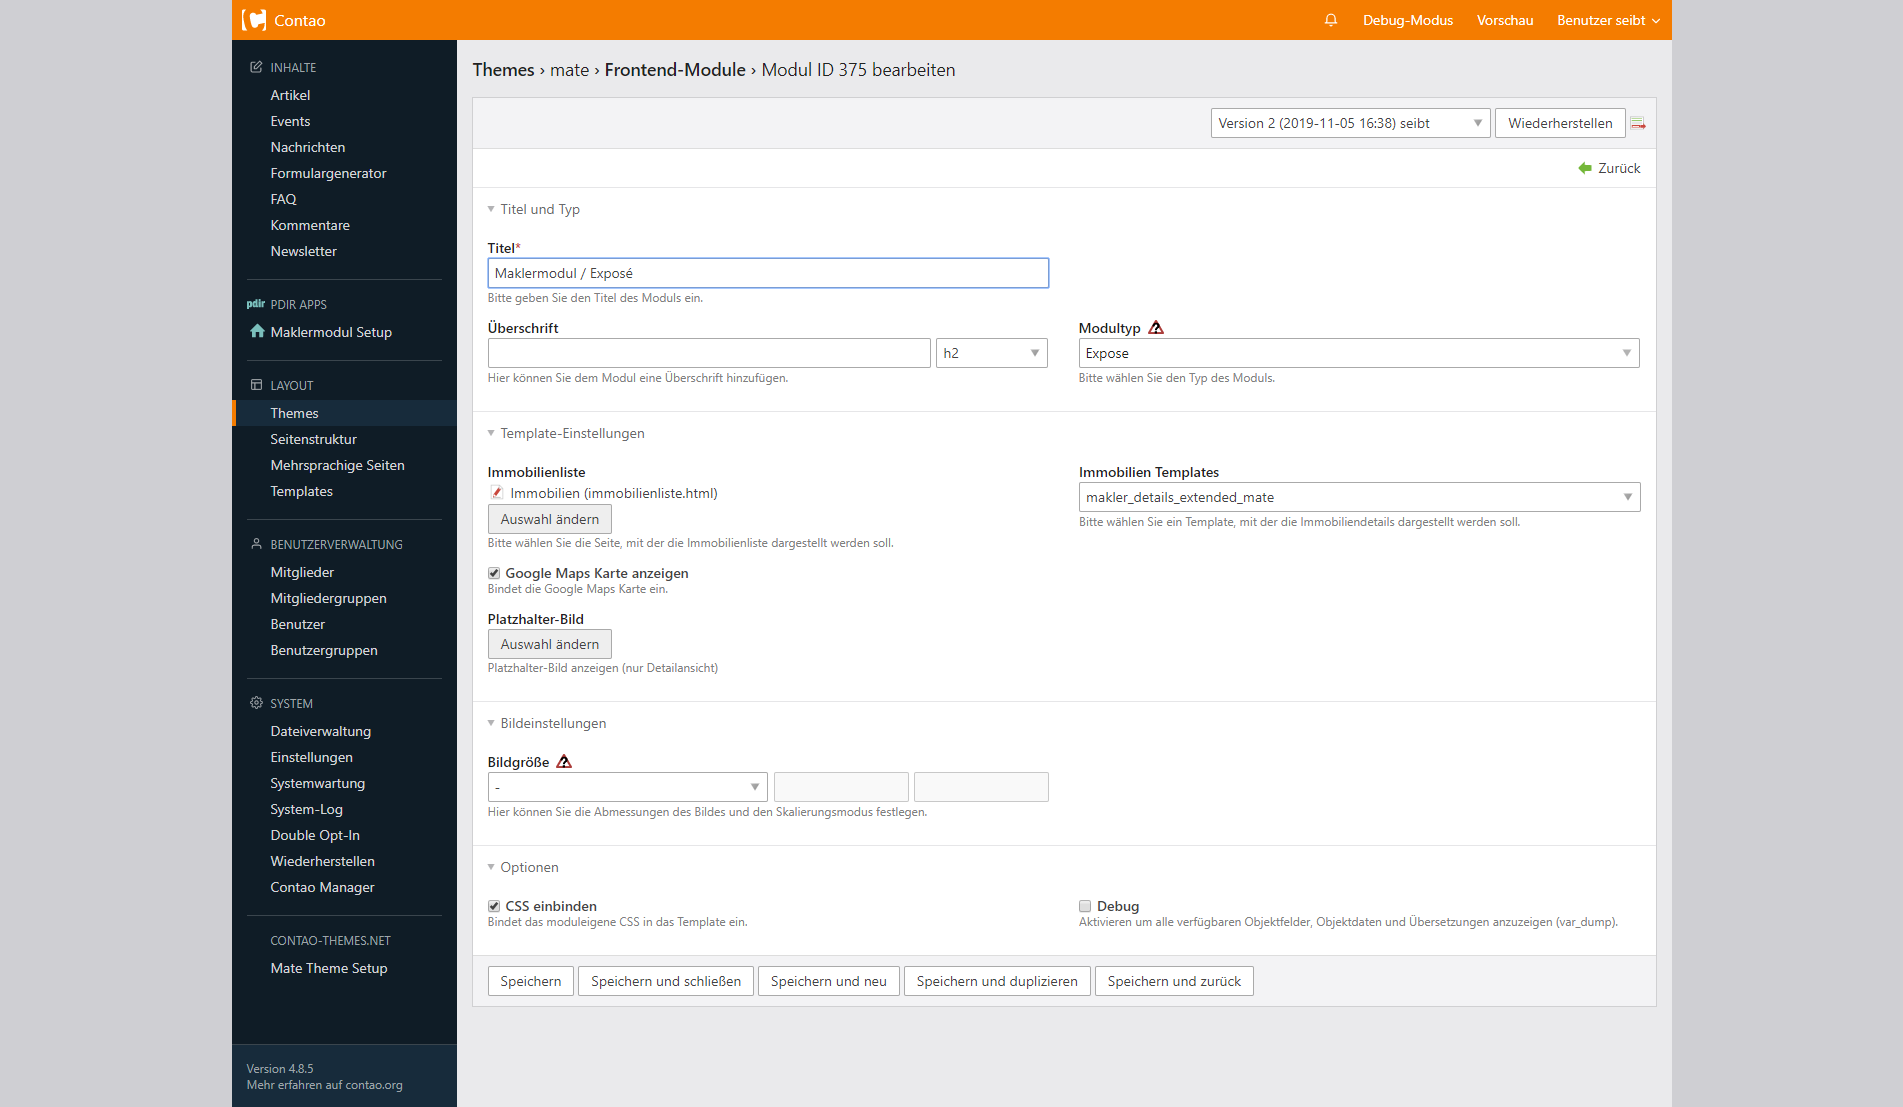 Contao
Debug-Modus
Vorschau
Benutzer seibt
INHALTE
Artikel
Events
Nachrichten
Formulargenerator
FAQ
Kommentare
Newsletter
pdir PDIR APPS
Maklermodul Setup
LAYOUT
Themes
Seitenstruktur
Mehrsprachige Seiten
Templates
BENUTZERVERWALTUNG
Mitglieder
Mitgliedergruppen
Benutzer
Benutzergruppen
SYSTEM
Dateiverwaltung
Einstellungen
Systemwartung
System-Log
Double Opt-In
Wiederherstellen
Contao Manager
CONTAO-THEMES.NET
Mate Theme Setup
Version 4.8.5
Mehr erfahren auf contao.org
Themes › mate › Frontend-Module › Modul ID 375 bearbeiten
Version 2 (2019-11-05 16:38) seibt
Wiederherstellen
Zurück
Titel und Typ
Titel*
Maklermodul / Exposé
Bitte geben Sie den Titel des Moduls ein.
Überschrift
h2
Hier können Sie dem Modul eine Überschrift hinzufügen.
Modultyp
Expose
Bitte wählen Sie den Typ des Moduls.
Template-Einstellungen
Immobilienliste
Immobilien (immobilienliste.html)
Auswahl ändern
Bitte wählen Sie die Seite, mit der die Immobilienliste dargestellt werden soll.
Immobilien Templates
makler_details_extended_mate
Bitte wählen Sie ein Template, mit der die Immobiliendetails dargestellt werden soll.
Google Maps Karte anzeigen
Bindet die Google Maps Karte ein.
Platzhalter-Bild
Auswahl ändern
Platzhalter-Bild anzeigen (nur Detailansicht)
Bildeinstellungen
Bildgröße
-
Hier können Sie die Abmessungen des Bildes und den Skalierungsmodus festlegen.
Optionen
CSS einbinden
Bindet das moduleigene CSS in das Template ein.
Debug
Aktivieren um alle verfügbaren Objektfelder, Objektdaten und Übersetzungen anzuzeigen (var_dump).
Speichern
Speichern und schließen
Speichern und neu
Speichern und duplizieren
Speichern und zurück